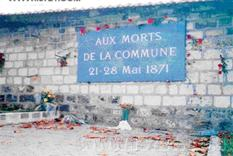 AUX MORTS
DE LA COMMUNE
21-28 Mai 1871